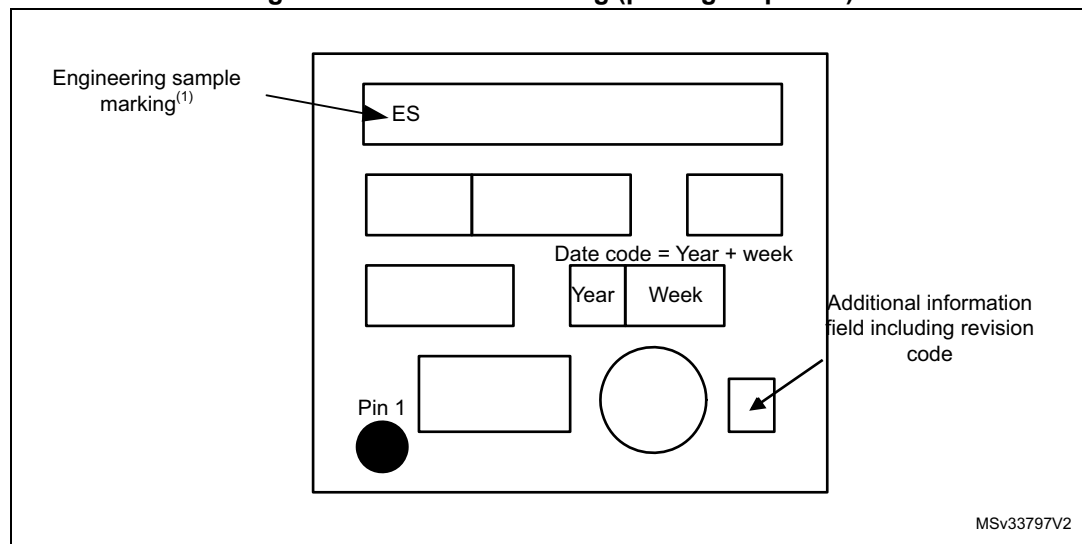 Engineering sample
marking(1)
ES
Date code = Year + week
Year Week
Additional information
field including revision
code
Pin 1
MSv33797V2